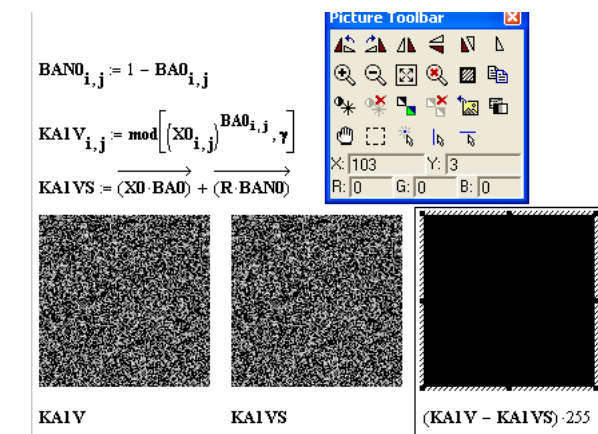 Picture Toolbar
BAN0i,j := 1 − BA0i,j
KA1Vi,j := mod[(X0i,j)^BA0i,j, γ]
KA1VS := (X0·BA0) + (R·BAN0)
X: 103 Y: 3
R: 0 G: 0 B: 0
KA1V KA1VS (KA1V − KA1VS)·255